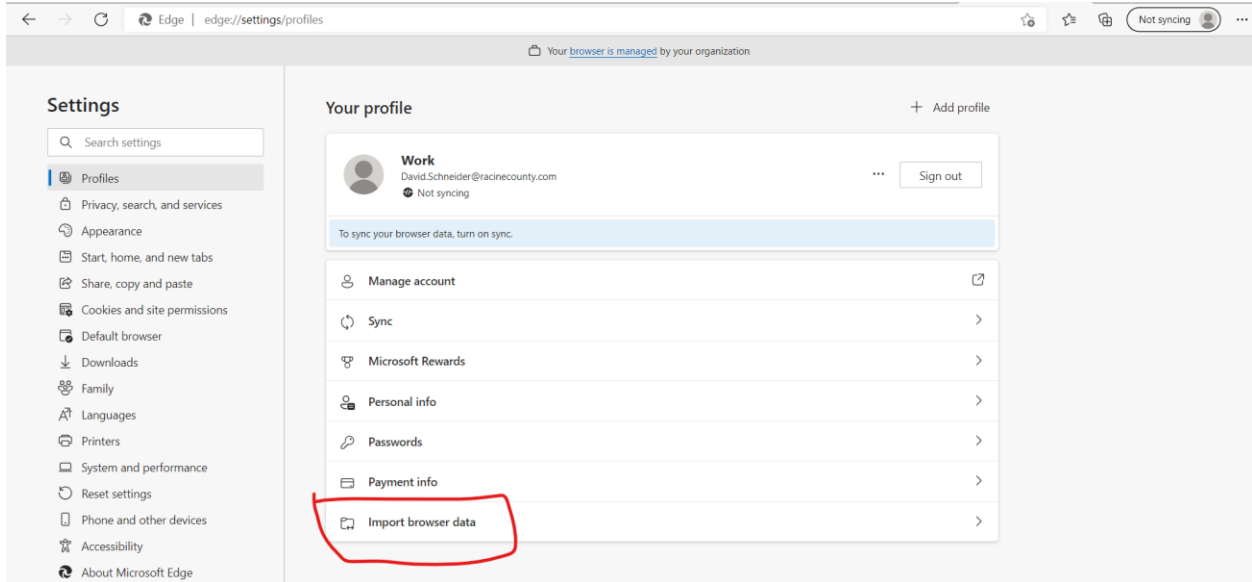 Edge | edge://settings/profiles
Not syncing
Your browser is managed by your organization
Settings
Search settings
Profiles
Privacy, search, and services
Appearance
Start, home, and new tabs
Share, copy and paste
Cookies and site permissions
Default browser
Downloads
Family
Languages
Printers
System and performance
Reset settings
Phone and other devices
Accessibility
About Microsoft Edge
Your profile
Add profile
Work
David.Schneider@racinecounty.com
Not syncing
Sign out
To sync your browser data, turn on sync.
Manage account
Sync
Microsoft Rewards
Personal info
Passwords
Payment info
Import browser data